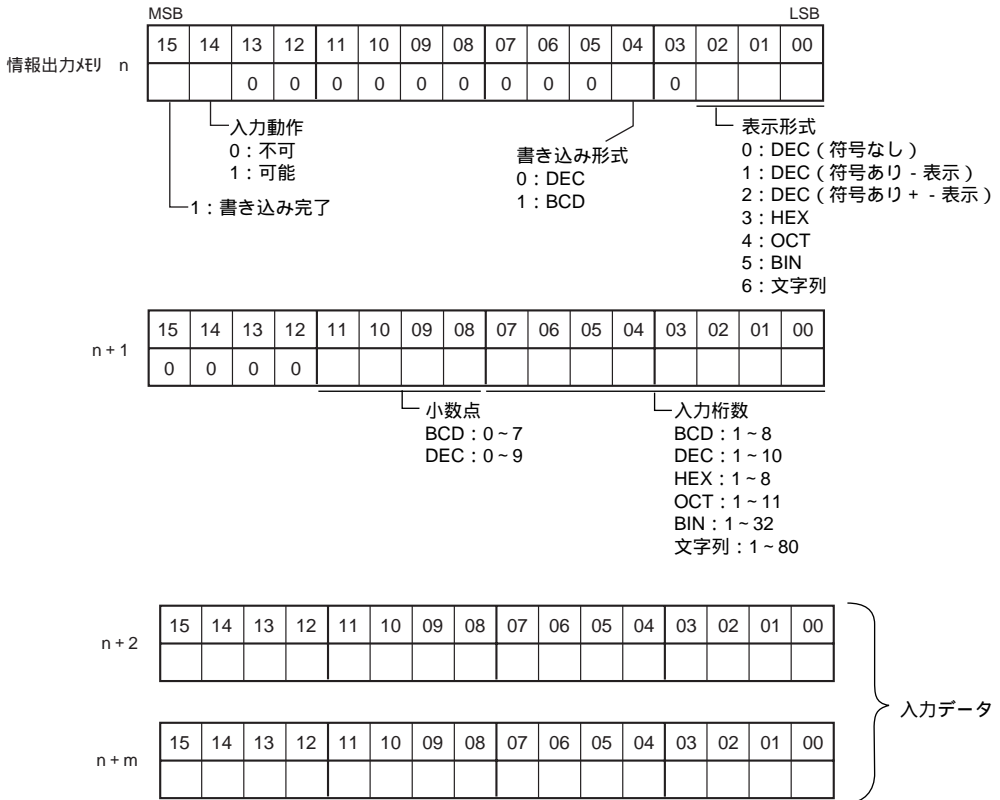 MSB LSB
情報出力ﾒﾓﾘ n
15 14 13 12 11 10 09 08 07 06 05 04 03 02 01 00
0 0 0 0 0 0 0 0 0 0
入力動作
0：不可
1：可能
1：書き込み完了
書き込み形式
0：DEC
1：BCD
表示形式
0：DEC（符号なし）
1：DEC（符号あり - 表示）
2：DEC（符号あり + - 表示）
3：HEX
4：OCT
5：BIN
6：文字列
n + 1
15 14 13 12 11 10 09 08 07 06 05 04 03 02 01 00
0 0 0 0
小数点
BCD：0 ~ 7
DEC：0 ~ 9
入力桁数
BCD：1 ~ 8
DEC：1 ~ 10
HEX：1 ~ 8
OCT：1 ~ 11
BIN：1 ~ 32
文字列：1 ~ 80
n + 2
15 14 13 12 11 10 09 08 07 06 05 04 03 02 01 00
入力データ
n + m
15 14 13 12 11 10 09 08 07 06 05 04 03 02 01 00